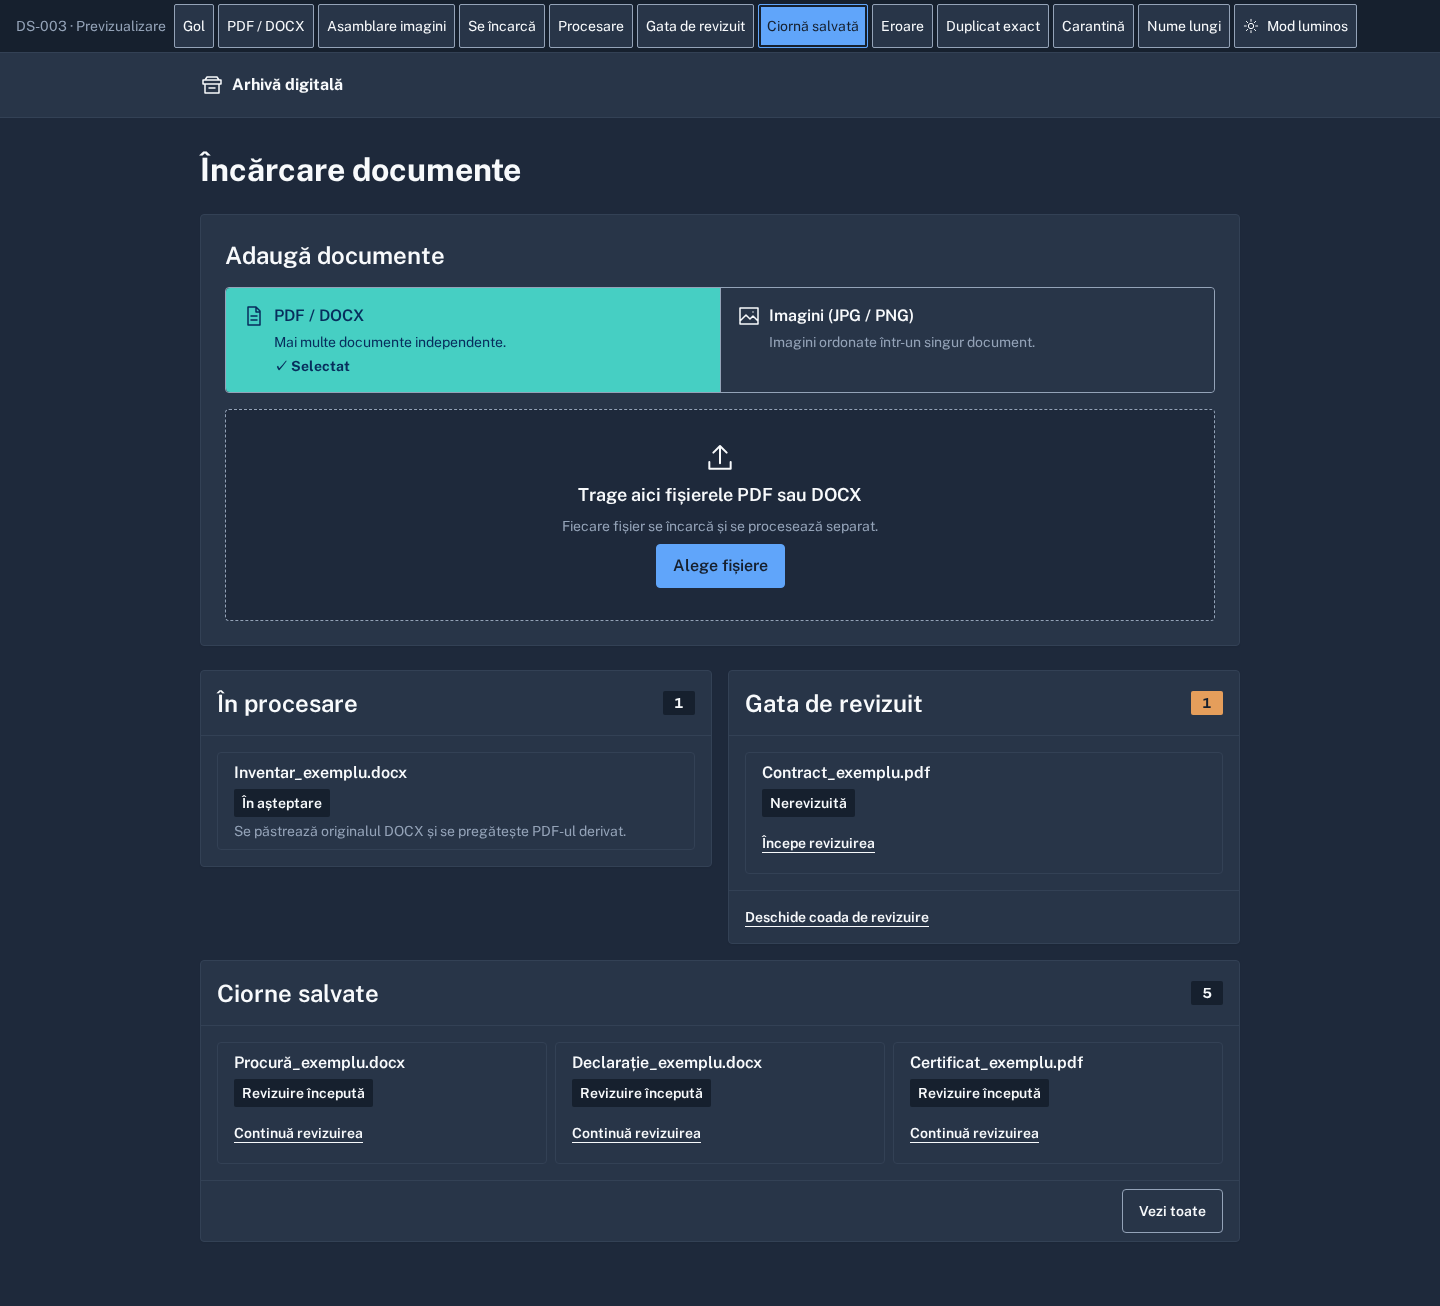 DS-003 · Previzualizare Gol PDF / DOCX Asamblare imagini Se încarcă Procesare Gata de revizuit Ciornă salvată Eroare Duplicat exact Carantină Nume lungi Mod luminos
Arhivă digitală
Încărcare documente
Adaugă documente
PDF / DOCX
Mai multe documente independente.
✓ Selectat
Imagini (JPG / PNG)
Imagini ordonate într-un singur document.
Trage aici fișierele PDF sau DOCX
Fiecare fișier se încarcă și se procesează separat.
Alege fișiere
În procesare 1
Inventar_exemplu.docx
În așteptare
Se păstrează originalul DOCX și se pregătește PDF-ul derivat.
Gata de revizuit 1
Contract_exemplu.pdf
Nerevizuită
Începe revizuirea
Deschide coada de revizuire
Ciorne salvate 5
Procură_exemplu.docx
Revizuire începută
Continuă revizuirea
Declarație_exemplu.docx
Revizuire începută
Continuă revizuirea
Certificat_exemplu.pdf
Revizuire începută
Continuă revizuirea
Vezi toate